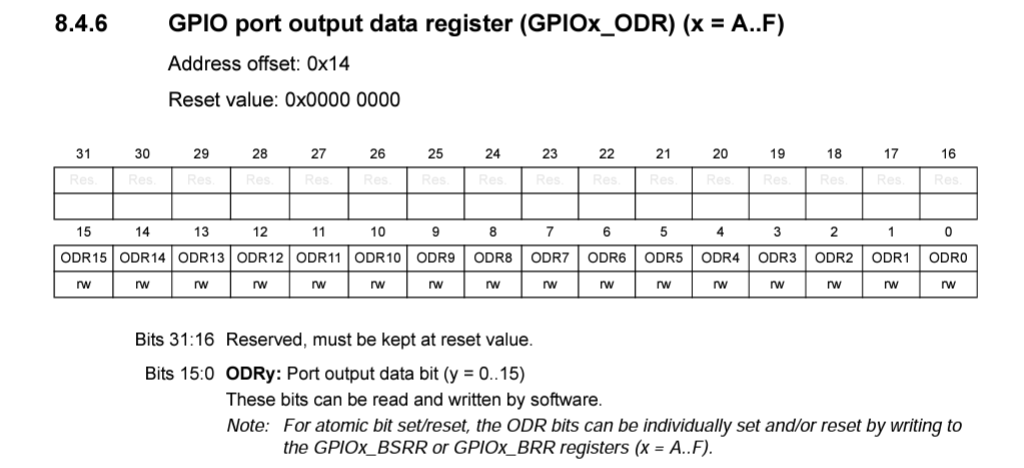 8.4.6 GPIO port output data register (GPIOx_ODR) (x = A..F)
Address offset: 0x14
Reset value: 0x0000 0000
31 30 29 28 27 26 25 24 23 22 21 20 19 18 17 16
Res. Res. Res. Res. Res. Res. Res. Res. Res. Res. Res. Res. Res. Res. Res. Res.
15 14 13 12 11 10 9 8 7 6 5 4 3 2 1 0
ODR15 ODR14 ODR13 ODR12 ODR11 ODR10 ODR9 ODR8 ODR7 ODR6 ODR5 ODR4 ODR3 ODR2 ODR1 ODR0
rw rw rw rw rw rw rw rw rw rw rw rw rw rw rw rw
Bits 31:16 Reserved, must be kept at reset value.
Bits 15:0 ODRy: Port output data bit (y = 0..15)
These bits can be read and written by software.
Note: For atomic bit set/reset, the ODR bits can be individually set and/or reset by writing to
the GPIOx_BSRR or GPIOx_BRR registers (x = A..F).